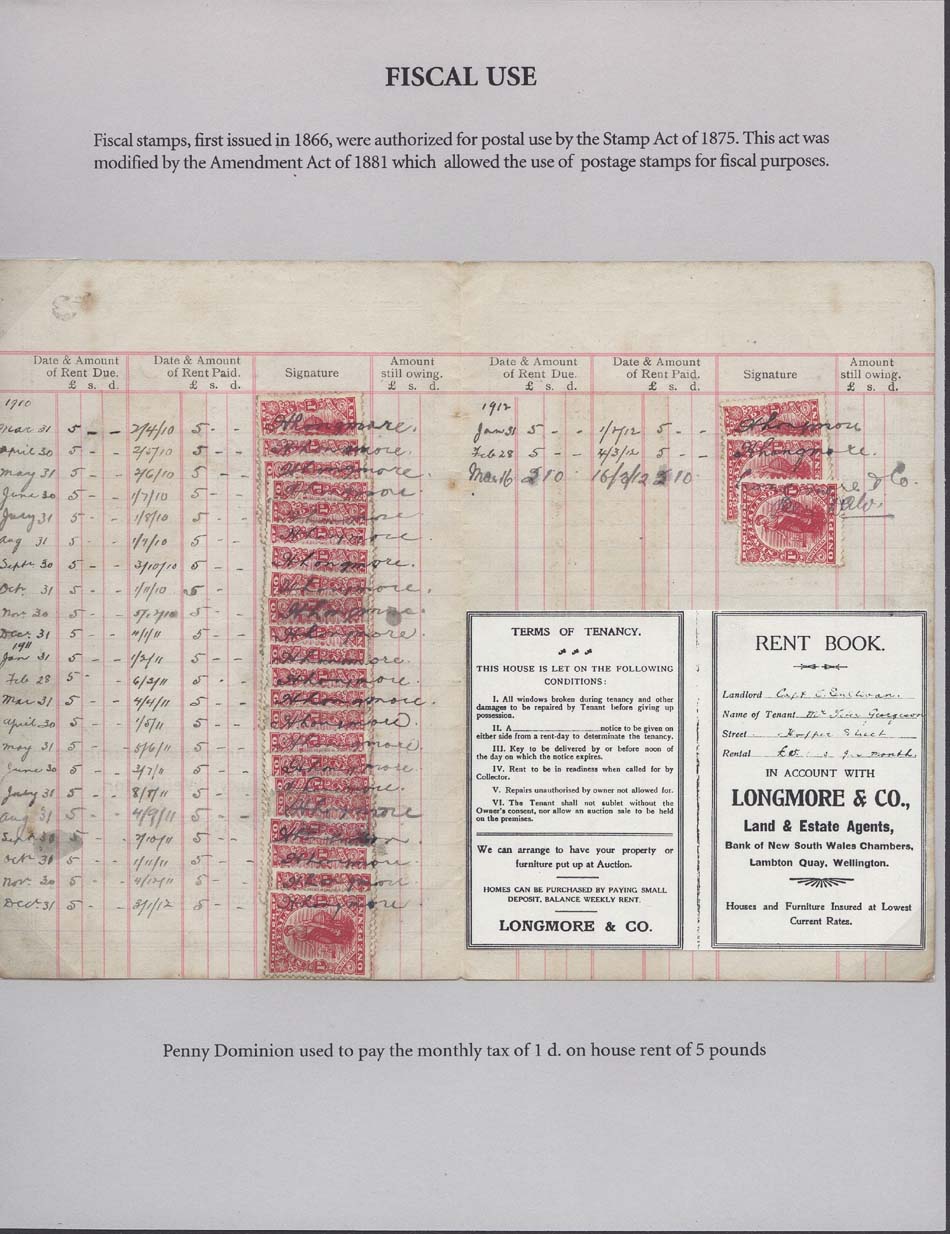 FISCAL USE
Fiscal stamps, first issued in 1866, were authorized for postal use by the Stamp Act of 1875. This act was
modified by the Amendment Act of 1881 which allowed the use of postage stamps for fiscal purposes.
Date & Amount of Rent Due. £ s. d. Date & Amount of Rent Paid. £ s. d. Signature Amount still owing. £ s. d.
1910
Mar 31 5 - - 2/4/10 5 - - H Longmore.
April 30 5 - - 2/5/10 5 - - H Longmore.
May 31 5 - - 2/6/10 5 - - H Longmore.
June 30 5 - - 1/7/10 5 - - H Longmore.
July 31 5 - - 1/8/10 5 - - H Longmore
Aug 31 5 - - 1/9/10 5 - - H Longmore
Septr 30 5 - - 3/10/10 5 - - H Longmore.
Octr 31 5 - - 1/11/10 5 - - H Longmore.
Nov 30 5 - - 5/12/10 5 - - H Longmore.
Decr 31 5 - - 5 - - H Longmore.
1911
Jan 31 5 - - 1/2/11 5 - - H Longmore.
Feb 28 5 - 6/3/11 5 - - H Longmore.
Mar 31 5 - - 4/4/11 5 - - H Longmore.
April 30 5 - - 1/5/11 5 - - H Longmore.
May 31 5 - - 5/6/11 5 - - H Longmore.
June 30 5 - - 3/7/11 5 - - H Longmore.
July 31 5 - - 8/8/11 5 - - H Longmore.
Aug 31 5 - - 4/9/11 5 - - H Longmore
Sept 30 5 - - 2/10/11 5 - -
Octr 31 5 - - 1/11/11 5 - - H Longmore.
Nov. 30 5 - - 4/12/11 5 - - H Longmore.
Decr 31 5 - - 3/1/12 5 - - H Longmore
ONE PENNY
Date & Amount of Rent Due. £ s. d. Date & Amount of Rent Paid. £ s. d. Signature Amount still owing. £ s. d.
1912
Jan 31 5 - - 1/2/12 5 - - H Longmore
Feb 28 5 - - 4/3/12 5 - - H Longmore.
Mar 16 2 10 2 10 & Co.
ONE PENNY
TERMS OF TENANCY.
THIS HOUSE IS LET ON THE FOLLOWING
CONDITIONS:
I. All windows broken during tenancy and other
damages to be repaired by Tenant before giving up
possession.
II. A notice to be given on
either side from a rent-day to determinate the tenancy.
III. Key to be delivered by or before noon of
the day on which the notice expires.
IV. Rent to be in readiness when called for by
Collector.
V. Repairs unauthorised by owner not allowed for.
VI. The Tenant shall not sublet without the
Owner's consent, nor allow an auction sale to be held
on the premises.
We can arrange to have your property or
furniture put up at Auction.
HOMES CAN BE PURCHASED BY PAYING SMALL
DEPOSIT, BALANCE WEEKLY RENT.
LONGMORE & CO.
RENT BOOK.
Landlord Capt
Name of Tenant
Street Hopper Street
Rental £5 month
IN ACCOUNT WITH
LONGMORE & CO.,
Land & Estate Agents,
Bank of New South Wales Chambers,
Lambton Quay, Wellington.
Houses and Furniture Insured at Lowest
Current Rates.
Penny Dominion used to pay the monthly tax of 1 d. on house rent of 5 pounds